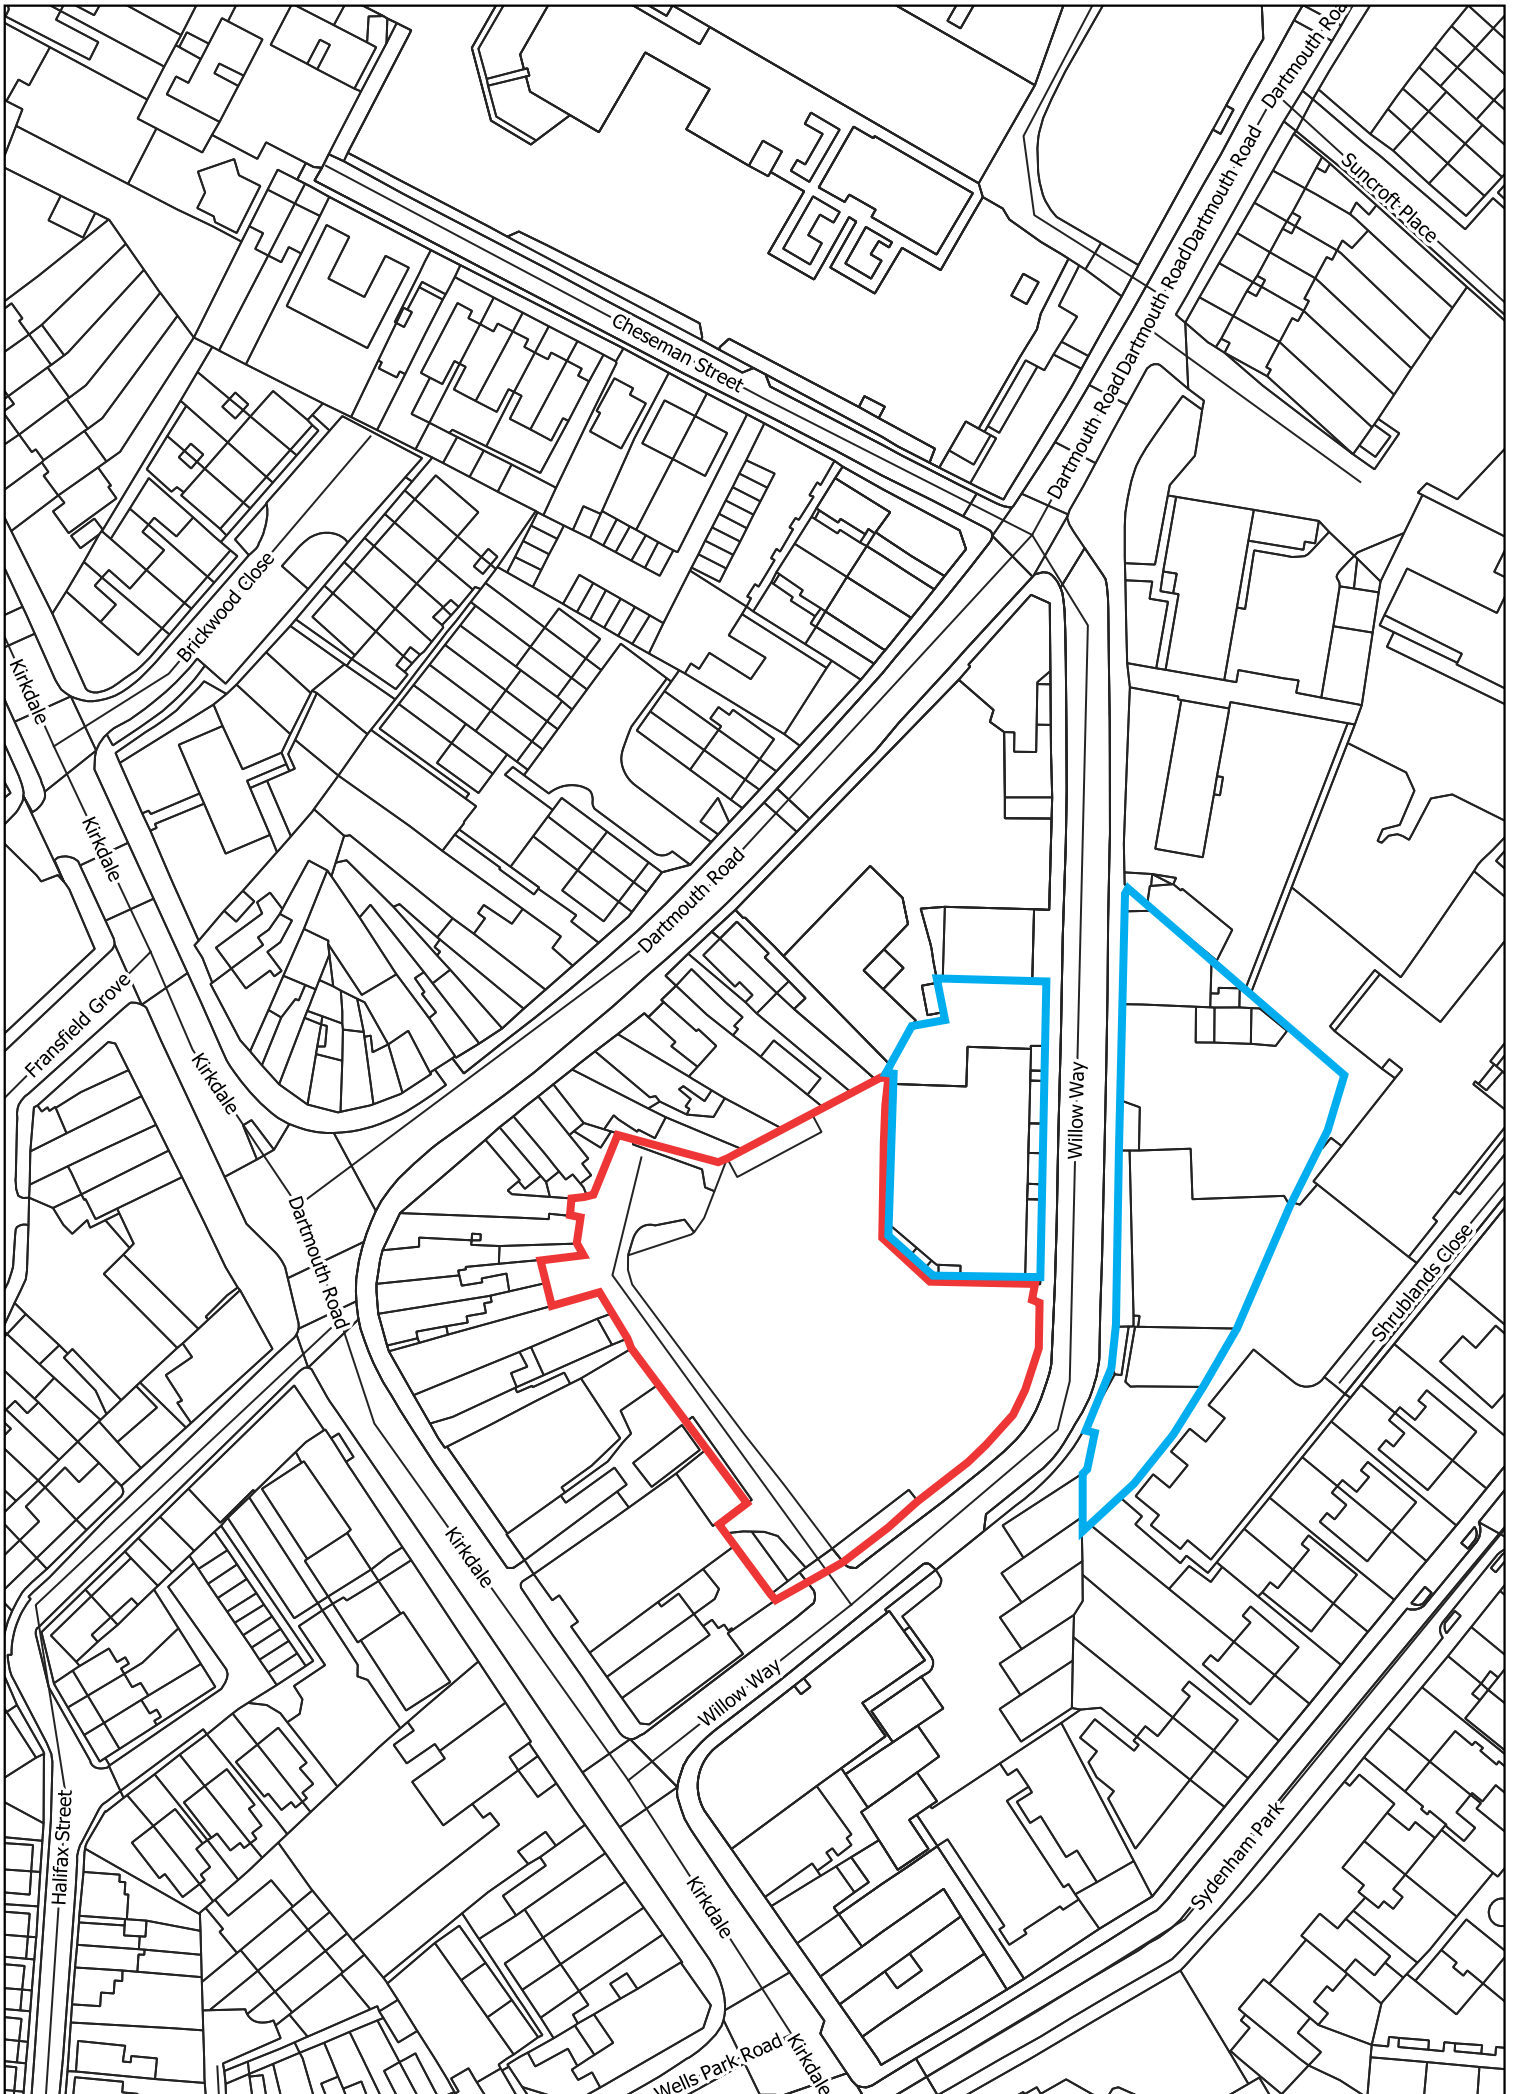 Dartmouth Roa
Dartmouth Road
Dartmouth Road
Dartmouth Road
Dartmouth Road
Suncroft Place
Cheseman Street
Brickwood Close
Kirkdale
Kirkdale
Dartmouth Road
Fransfield Grove
Kirkdale
Willow Way
Dartmouth Road
Shrublands Close
Kirkdale
Willow Way
Halifax Street
Sydenham Park
Kirkdale
Wells Park Road
Kirkdale